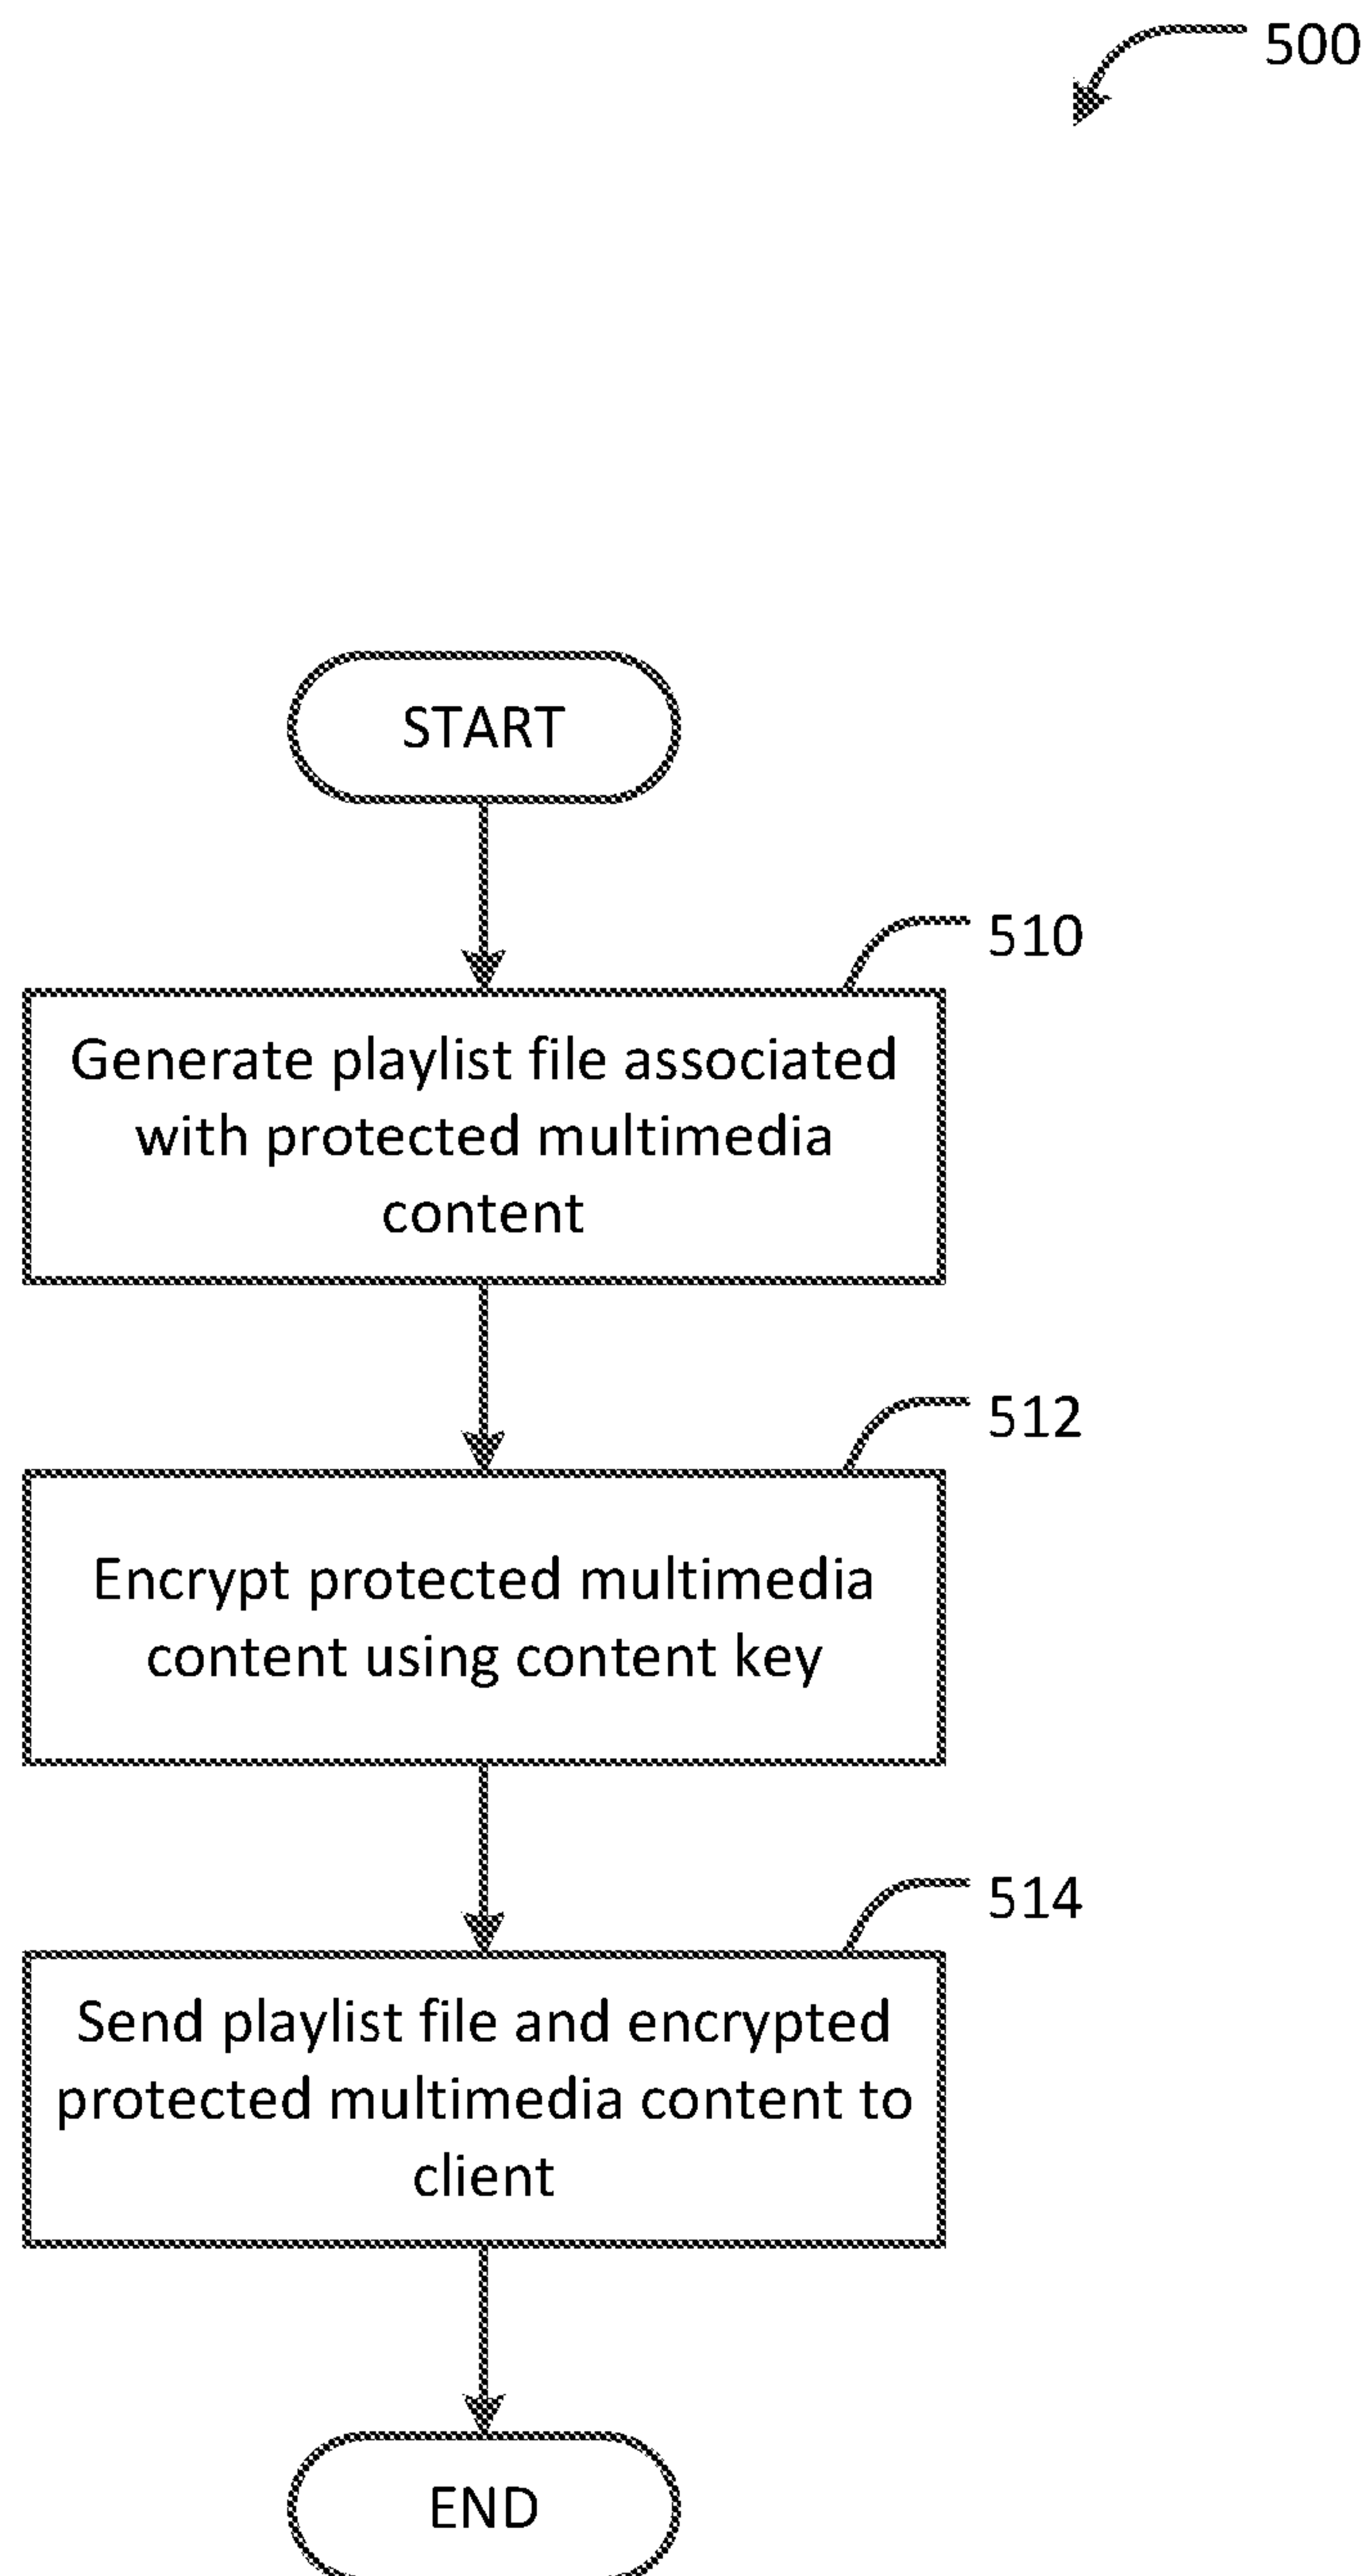 500
START
510
Generate playlist file associated
with protected multimedia
content
512
Encrypt protected multimedia
content using content key
514
Send playlist file and encrypted
protected multimedia content to
client
END